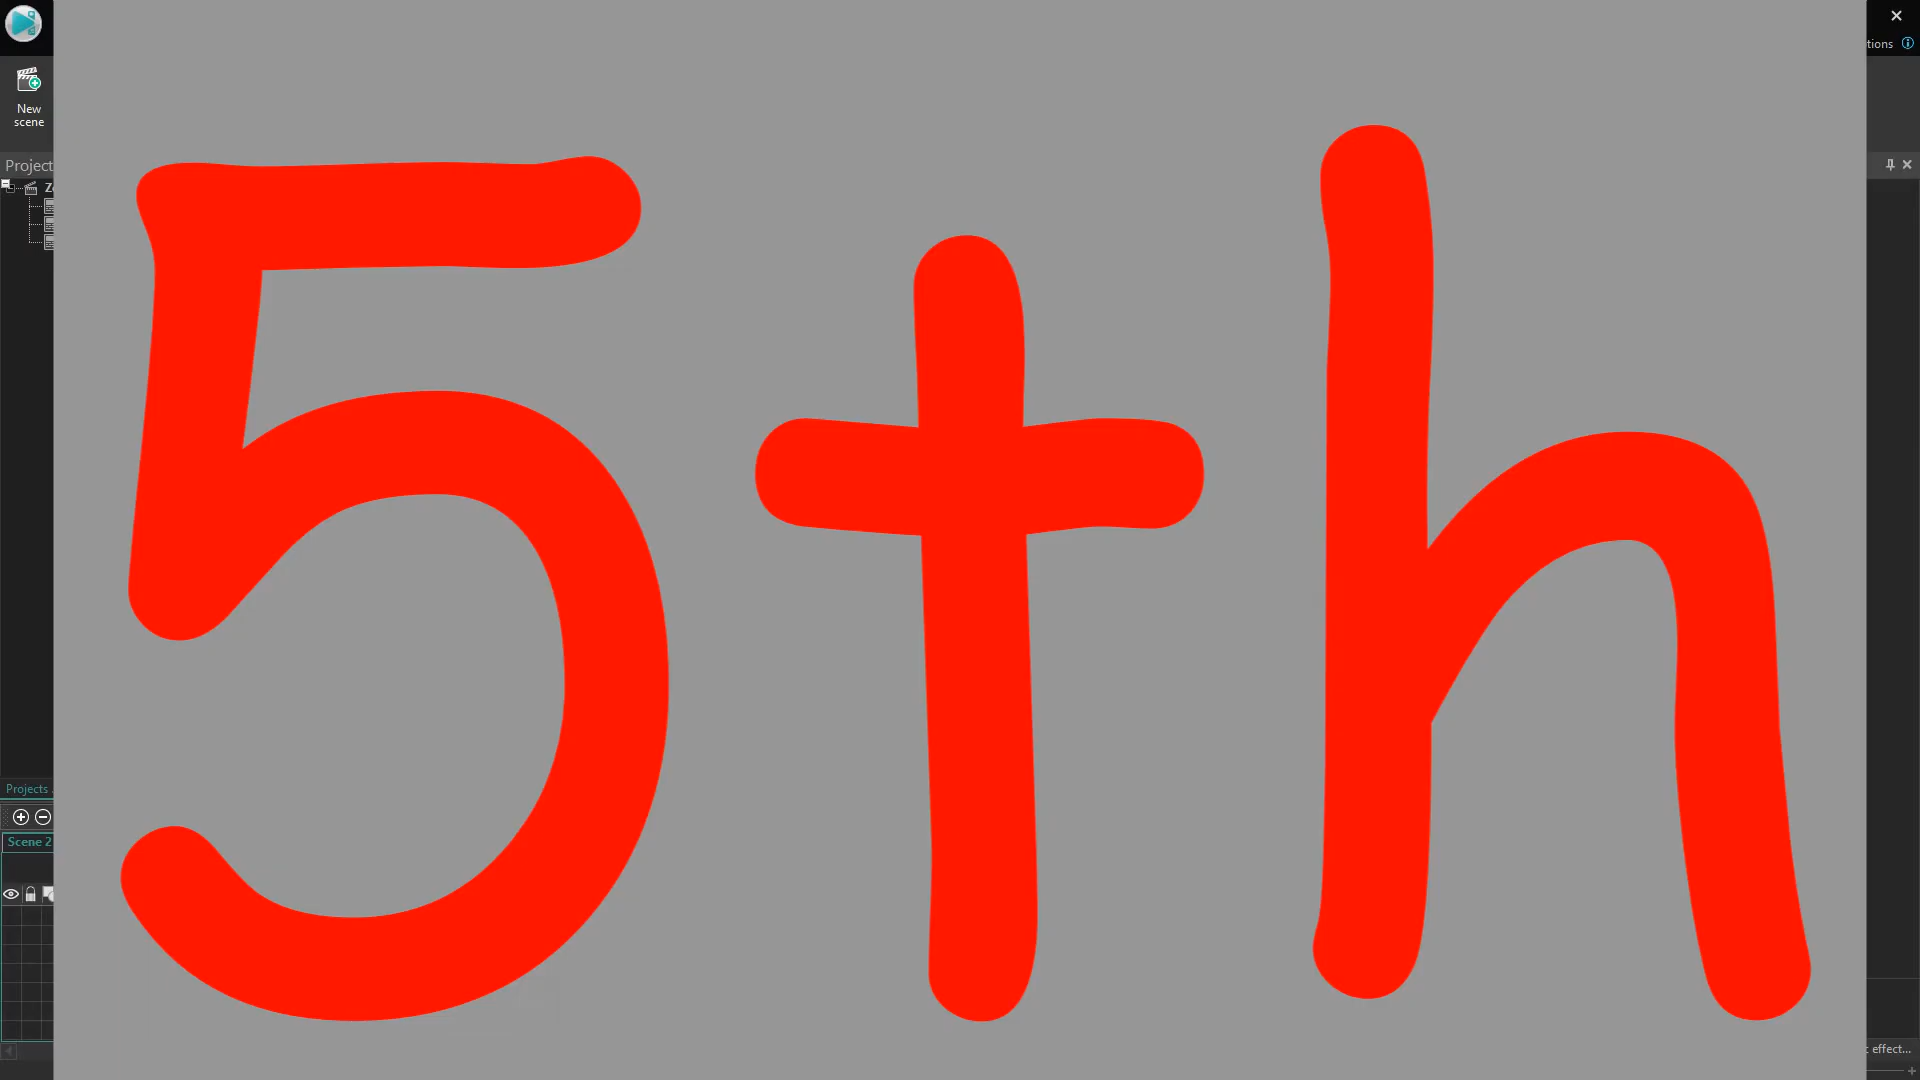 5th
New
scene
Project
tions
Projects
Scene 2
effect...